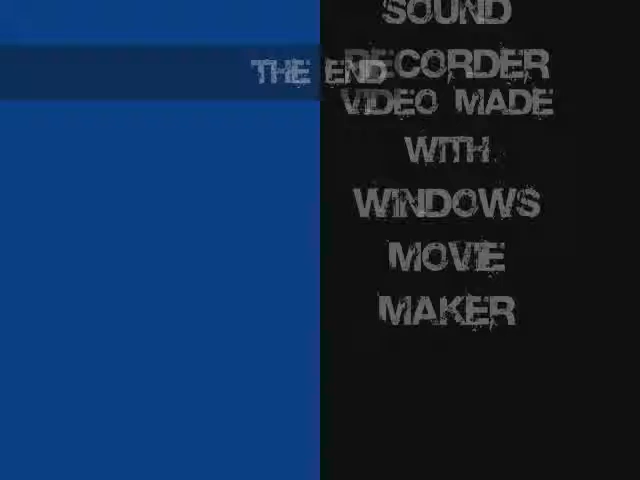 SOUND
RECORDER
THE END
VIDEO MADE
WITH
WINDOWS
MOVIE
MAKER